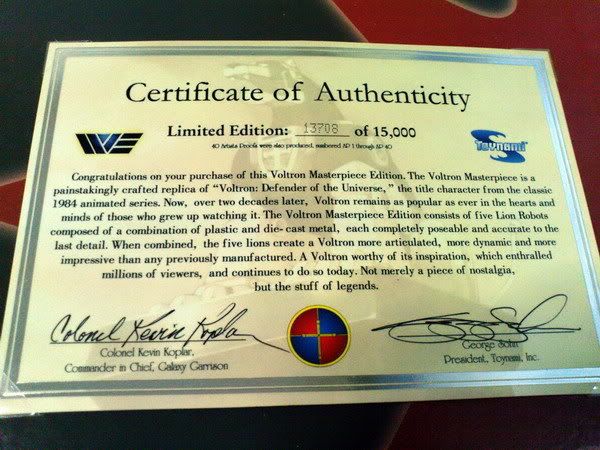 Certificate of Authenticity
Limited Edition: 13708 of 15,000
40 Artists Proofs were also produced, numbered AP 1 through AP 40
WE
Toynami
Congratulations on your purchase of this Voltron Masterpiece Edition. The Voltron Masterpiece is a
painstakingly crafted replica of "Voltron: Defender of the Universe, " the title character from the classic
1984 animated series. Now, over two decades later, Voltron remains as popular as ever in the hearts and
minds of those who grew up watching it. The Voltron Masterpiece Edition consists of five Lion Robots
composed of a combination of plastic and die- cast metal, each completely poseable and accurate to the
last detail. When combined, the five lions create a Voltron more articulated, more dynamic and more
impressive than any previously manufactured. A Voltron worthy of its inspiration, which enthralled
millions of viewers, and continues to do so today. Not merely a piece of nostalgia,
but the stuff of legends.
Colonel Kevin Koplar
Colonel Kevin Koplar,
Commander in Chief, Galaxy Garrison
George Sohn
President, Toynami, Inc.